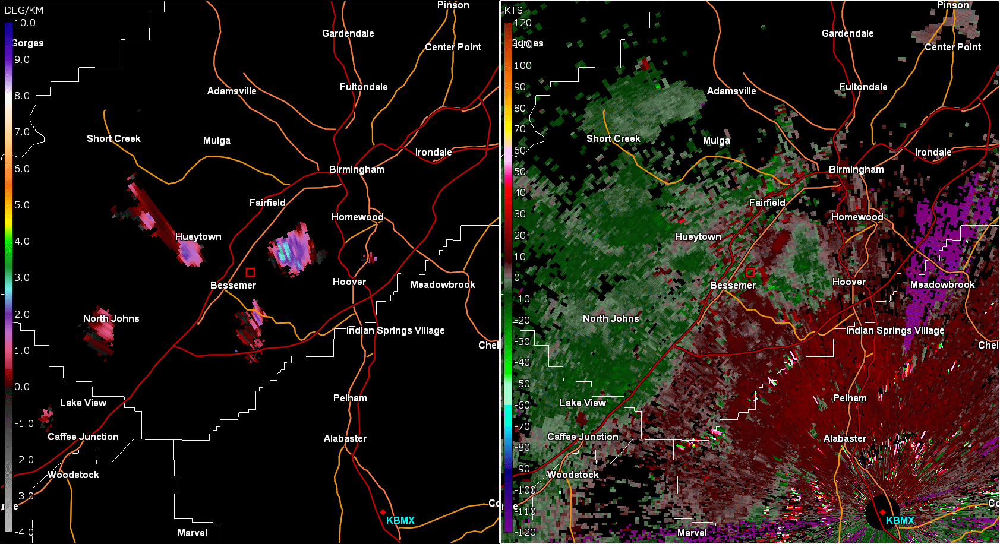 DEG/KM
10.0
Gorgas
9.0
8.0
7.0
6.0
5.0
4.0
3.0
2.0
1.0
0.0
-1.0
-2.0
-3.0
-4.0
Pinson
Gardendale
Center Point
Adamsville
Fultondale
Short Creek
Mulga
Irondale
Birmingham
Fairfield
Homewood
Hueytown
Bessemer
Hoover
Meadowbrook
North Johns
Indian Springs Village
Chel
Pelham
Lake View
Caffee Junction
Alabaster
Woodstock
Co
KBMX
Marvel
KTS
120
Gorgas
100
90
80
70
60
50
40
30
20
10
0
-10
-20
-30
-40
-50
-60
-70
-80
-90
-100
-110
-120
Pinson
Gardendale
Center Point
Adamsville
Fultondale
Short Creek
Mulga
Irondale
Birmingham
Fairfield
Homewood
Hueytown
Bessemer
Hoover
Meadowbrook
North Johns
Indian Springs Village
Chel
Pelham
Lake View
Caffee Junction
Alabaster
Woodstock
Co
KBMX
Marvel